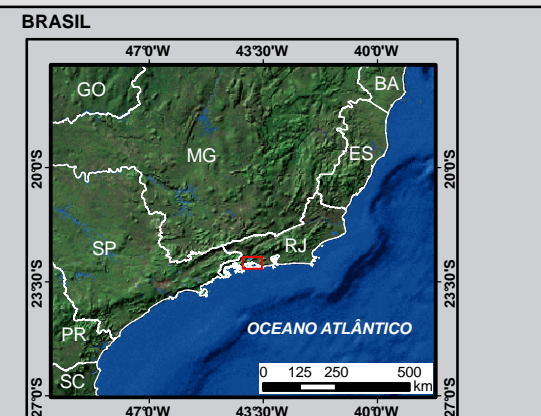 BRASIL
47°0'W 43°30'W 40°0'W
GO
BA
MG
ES
20°S 20°S
SP
RJ
23°30'S 23°30'S
OCEANO ATLÂNTICO
PR
0 125 250 500
km
SC
27°0'S 27°0'S
47°0'W 43°30'W 40°0'W